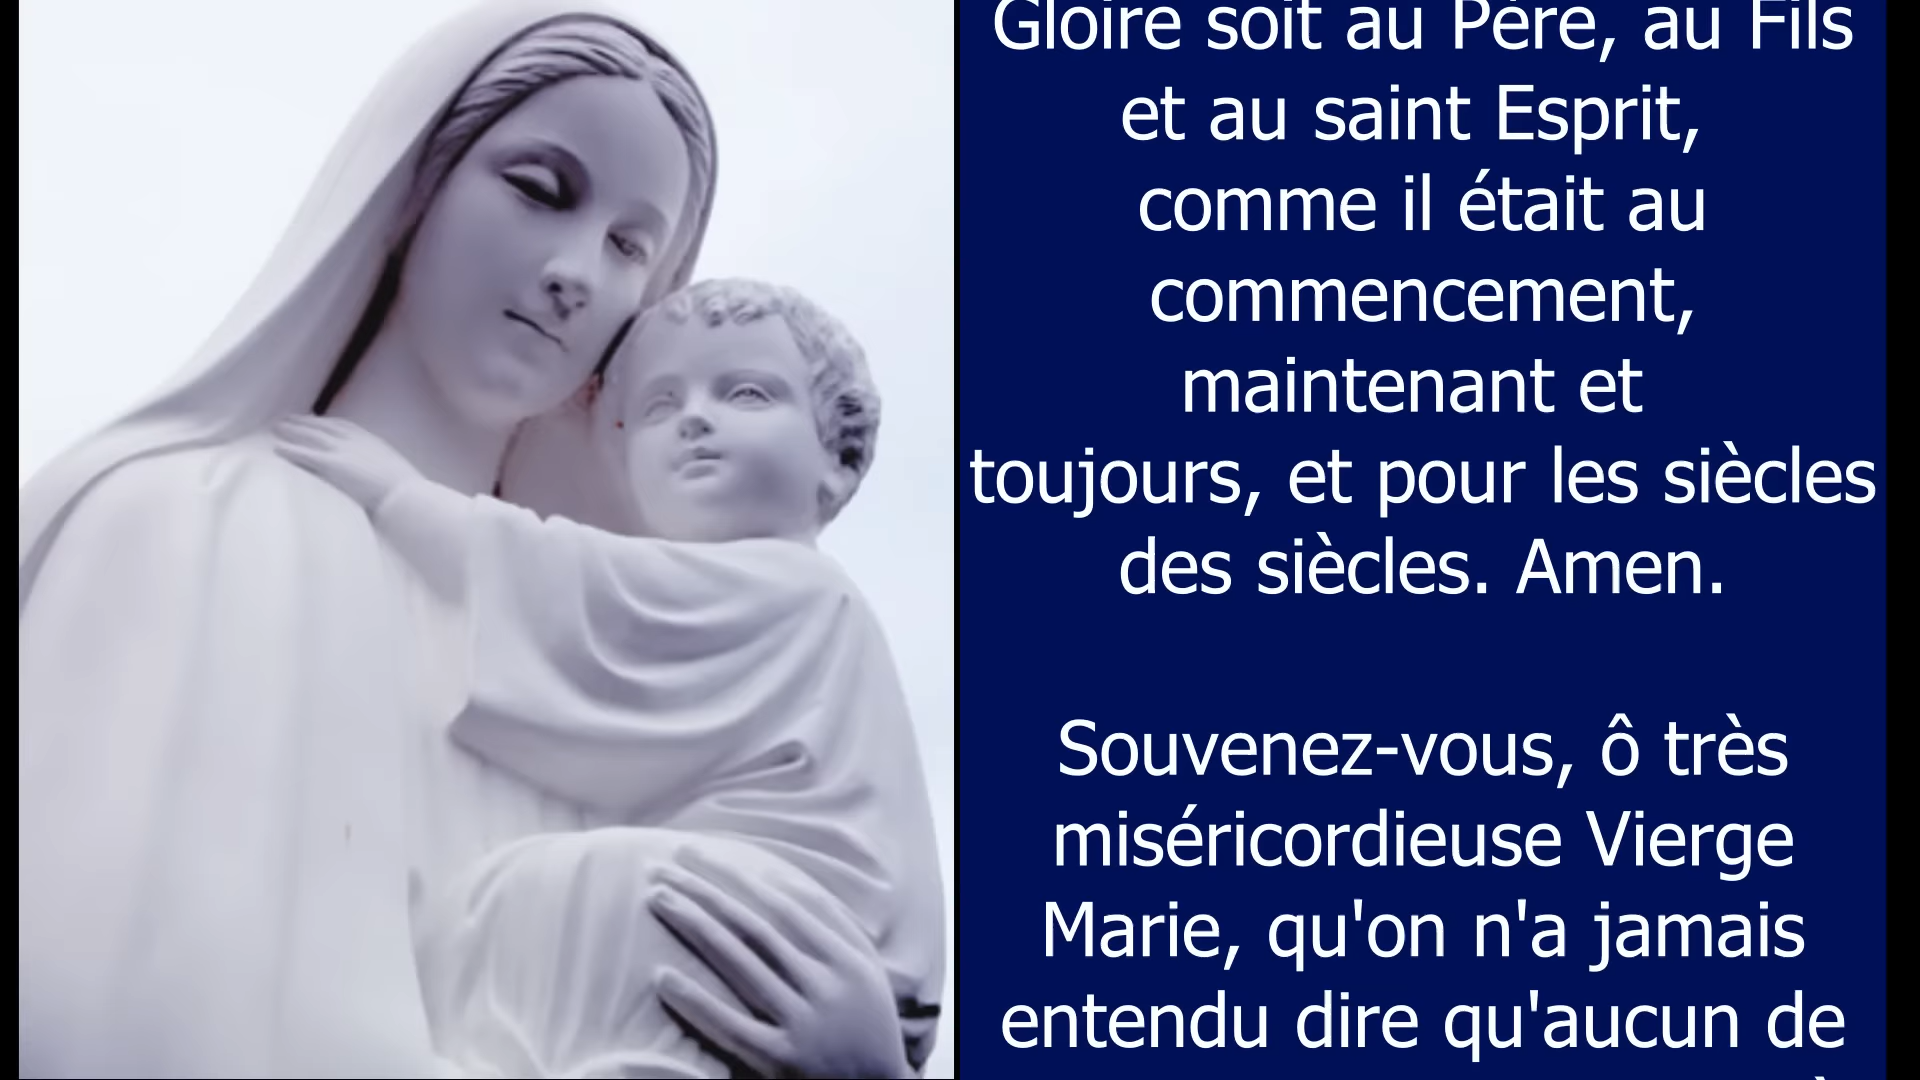 Gloire soit au Père, au Fils
et au saint Esprit,
comme il était au
commencement,
maintenant et
toujours, et pour les siècles
des siècles. Amen.
Souvenez-vous, ô très
miséricordieuse Vierge
Marie, qu'on n'a jamais
entendu dire qu'aucun de